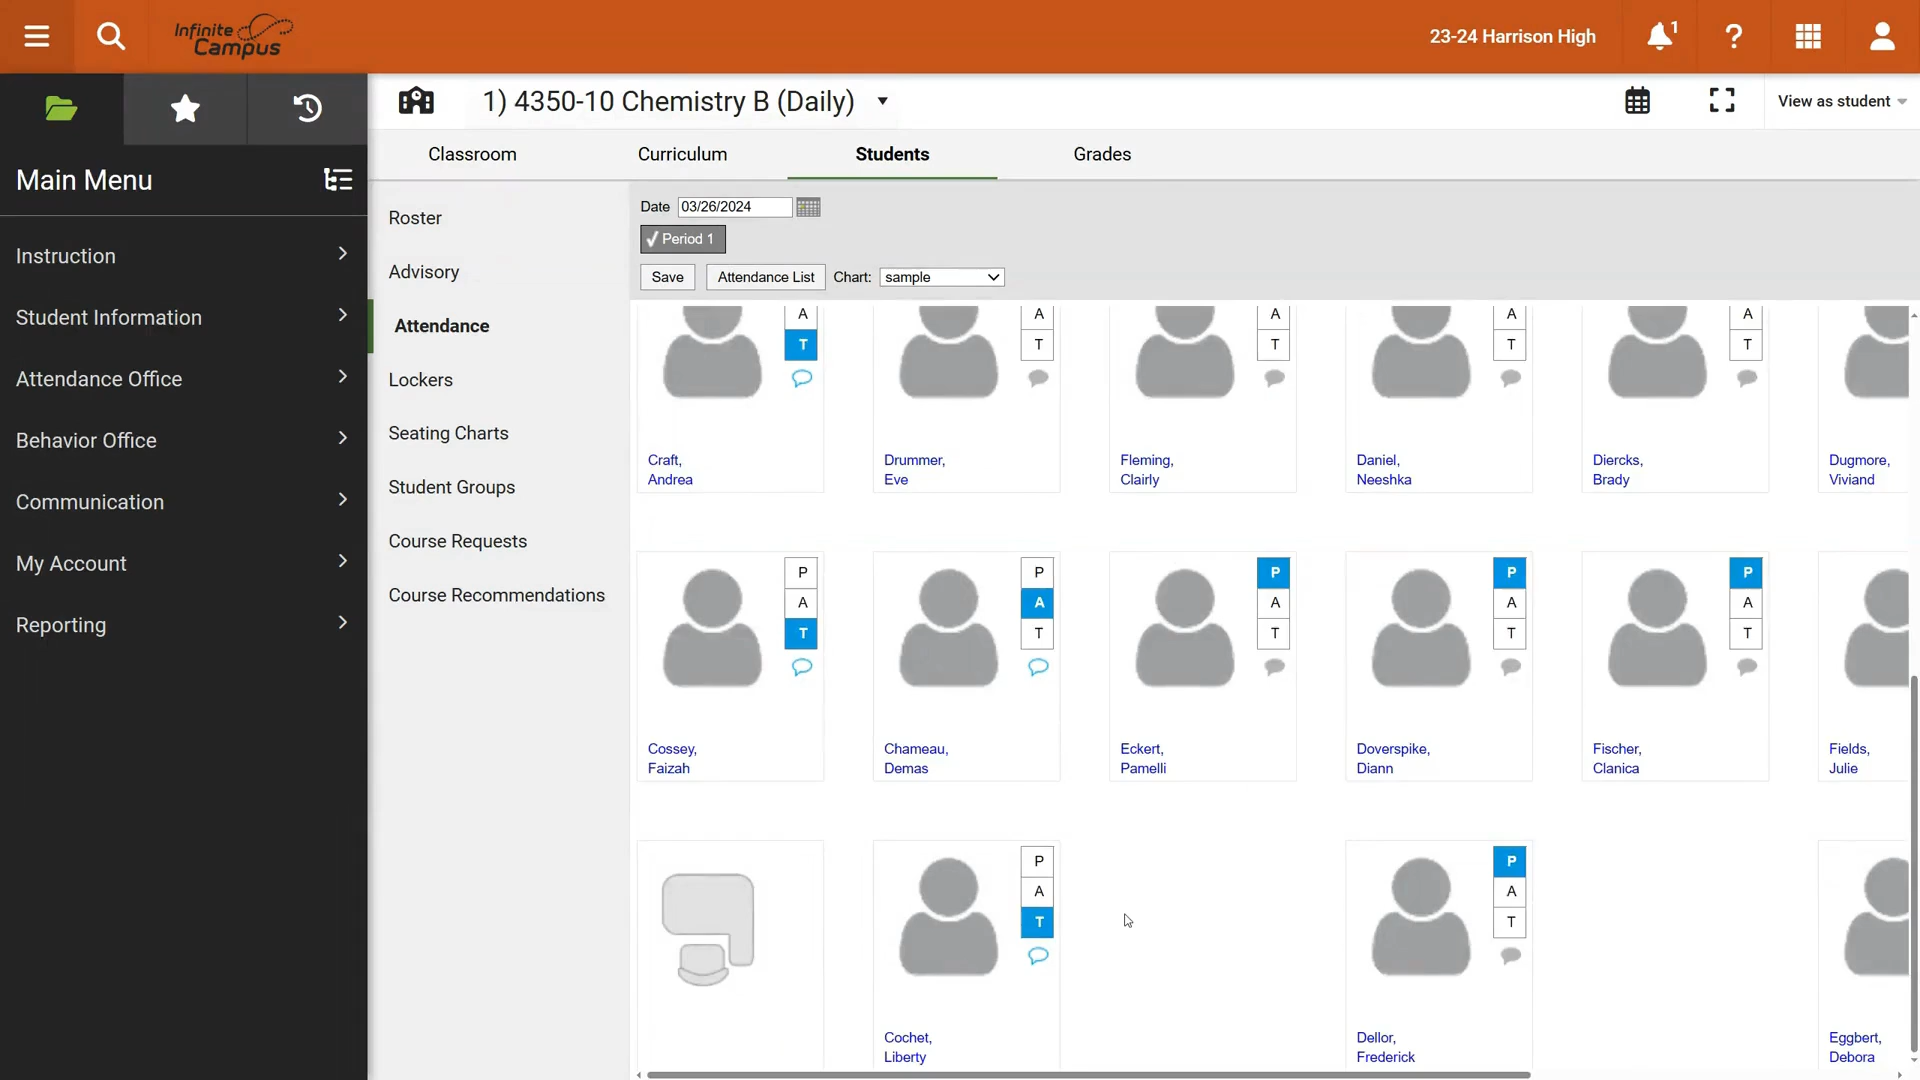 Infinite
Campus
23-24 Harrison High
1
?
Main Menu
Instruction
Student Information
Attendance Office
Behavior Office
Communication
My Account
Reporting
1) 4350-10 Chemistry B (Daily)
View as student
Classroom
Curriculum
Students
Grades
Roster
Advisory
Attendance
Lockers
Seating Charts
Student Groups
Course Requests
Course Recommendations
Date 03/26/2024
Period 1
Save
Attendance List
Chart: sample
A
T
Craft,
Andrea
A
T
Drummer,
Eve
A
T
Fleming,
Clairly
A
T
Daniel,
Neeshka
A
T
Diercks,
Brady
Dugmore,
Viviand
P
A
T
Cossey,
Faizah
P
A
T
Chameau,
Demas
P
A
T
Eckert,
Pamelli
P
A
T
Doverspike,
Diann
P
A
T
Fischer,
Clanica
Fields,
Julie
P
A
T
Cochet,
Liberty
P
A
T
Dellor,
Frederick
Eggbert,
Debora